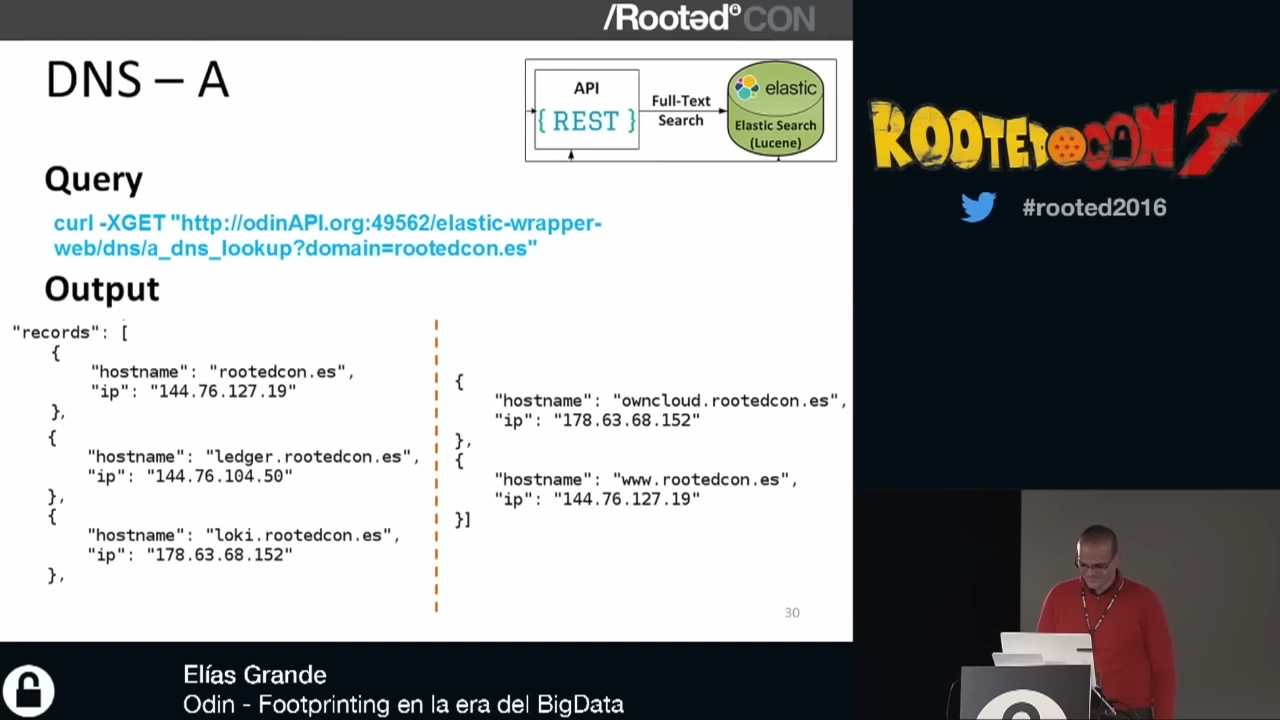 /RootedCON
DNS – A
API
{ REST }
Full-Text
Search
elastic
Elastic Search
(Lucene)
Query
curl -XGET "http://odinAPI.org:49562/elastic-wrapper-
web/dns/a_dns_lookup?domain=rootedcon.es"
Output
"records": [
{
"hostname": "rootedcon.es",
"ip": "144.76.127.19"
},
{
"hostname": "ledger.rootedcon.es",
"ip": "144.76.104.50"
},
{
"hostname": "loki.rootedcon.es",
"ip": "178.63.68.152"
},
{
"hostname": "owncloud.rootedcon.es",
"ip": "178.63.68.152"
},
{
"hostname": "www.rootedcon.es",
"ip": "144.76.127.19"
}]
30
ROOTEDCON 7
#rooted2016
Elías Grande
Odin - Footprinting en la era del BigData